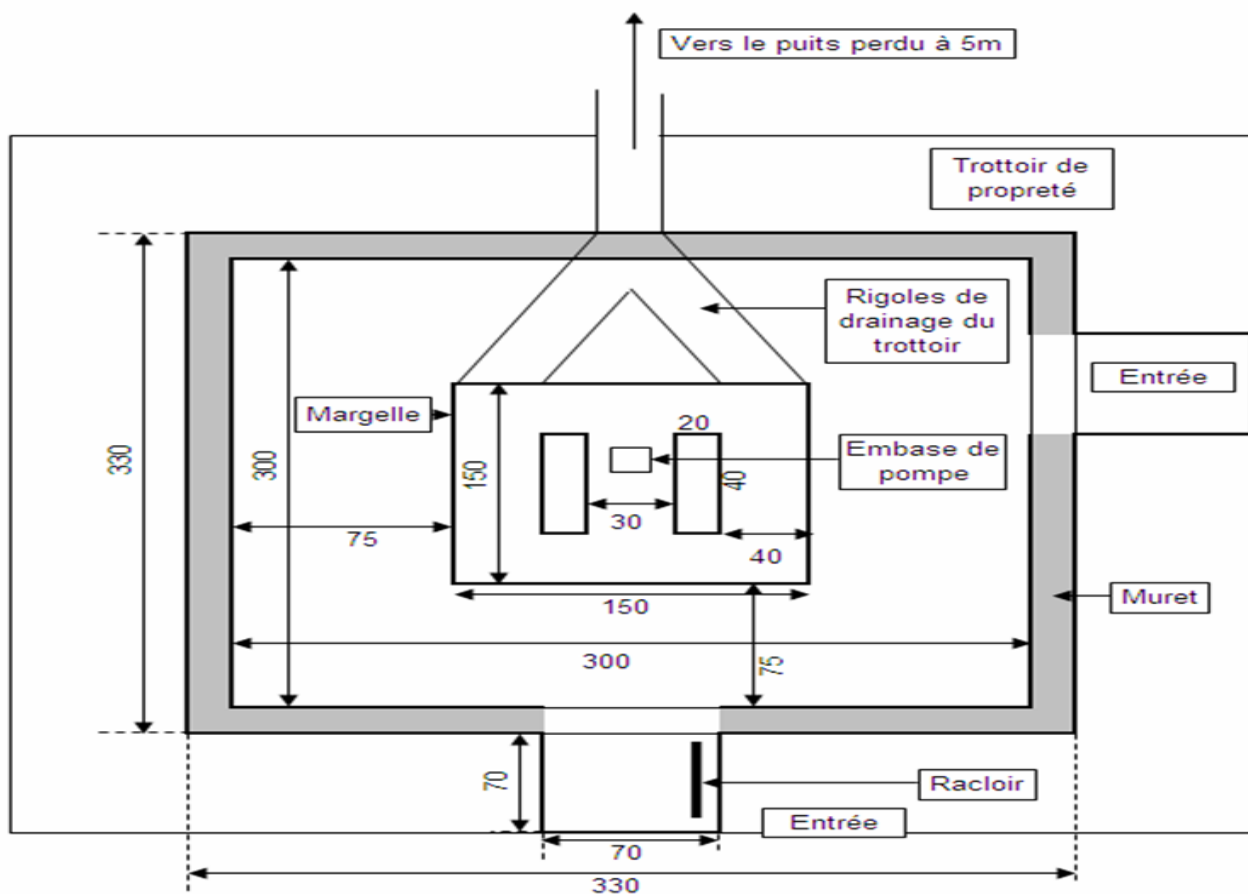 Vers le puits perdu à 5m
Trottoir de
propreté
Rigoles de
drainage du
trottoir
Entrée
Margelle
20
Embase de
pompe
330
300
150
40
30
75
40
150
Muret
300
75
70
Racloir
Entrée
70
330